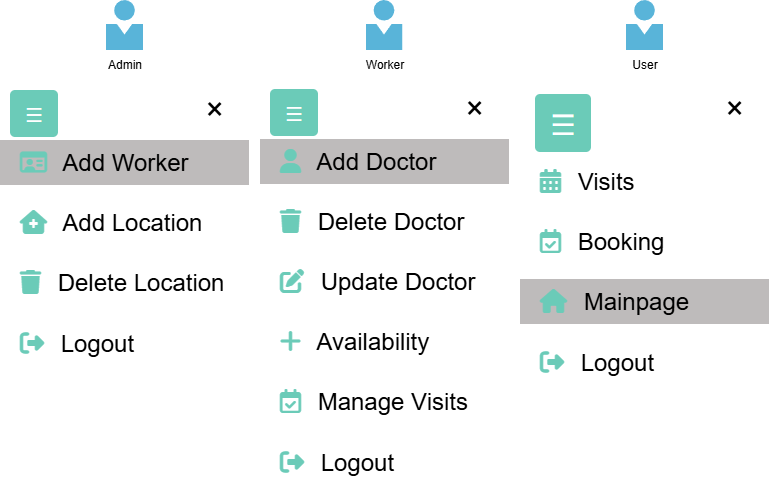 Admin
×
Add Worker
Add Location
Delete Location
Logout
Worker
×
Add Doctor
Delete Doctor
Update Doctor
Availability
Manage Visits
Logout
User
×
Visits
Booking
Mainpage
Logout